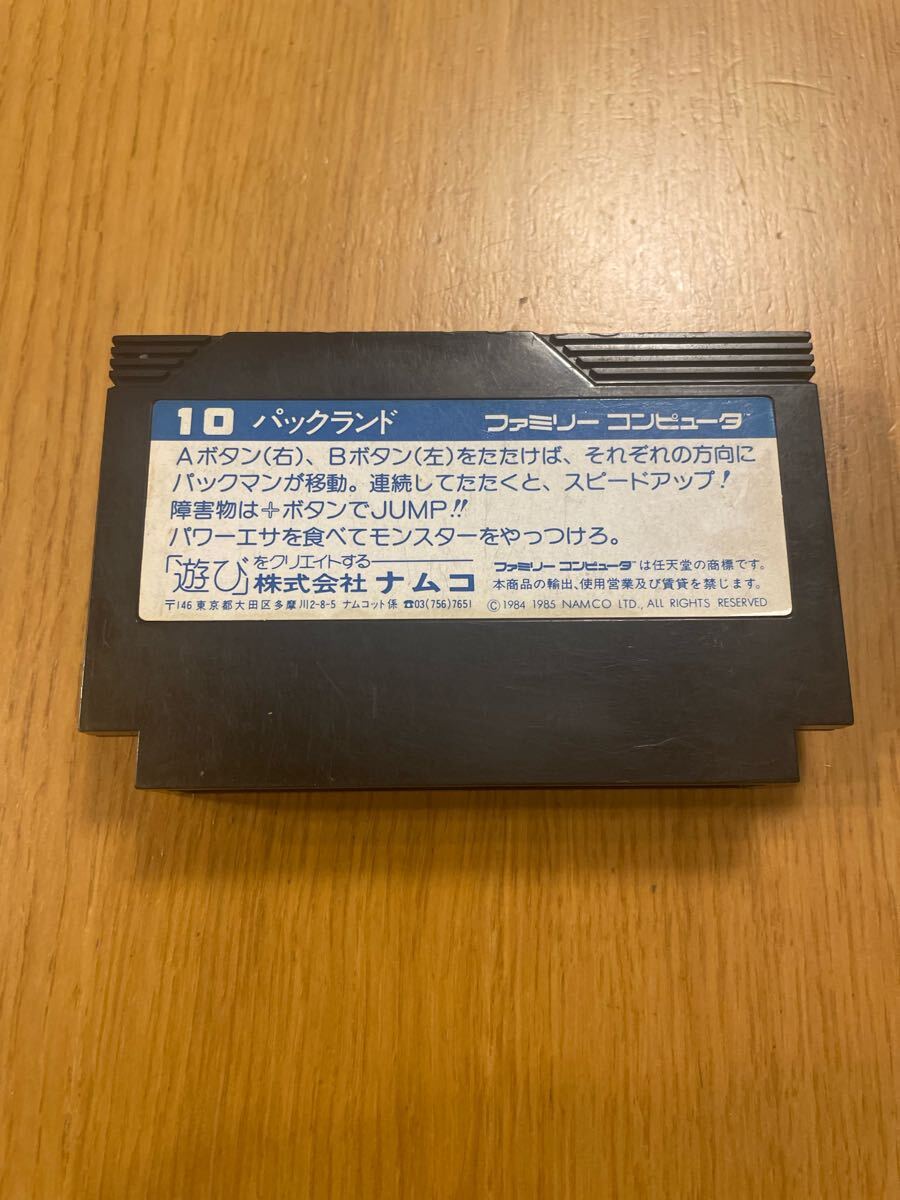 10 パックランド ファミリー コンピュータ™
Aボタン(右)、Bボタン(左)をたたけば、それぞれの方向に
パックマンが移動。連続してたたくと、スピードアップ!
障害物は✚ボタンでJUMP!!
パワーエサを食べてモンスターをやっつけろ。
「遊び」をクリエイトする
株式会社 ナムコ
〒146 東京都大田区多摩川2-8-5 ナムコット係 ☎03(756)7651
ファミリー コンピュータ™は任天堂の商標です。
本商品の輸出、使用営業及び賃貸を禁じます。
©1984 1985 NAMCO LTD., ALL RIGHTS RESERVED